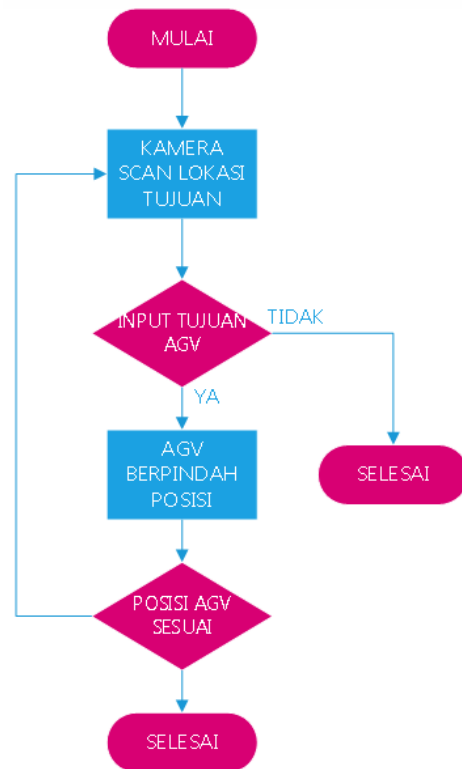 MULAI
KAMERA
SCAN LOKASI
TUJUAN
INPUT TUJUAN
AGV
TIDAK
YA
AGV
BERPINDAH
POSISI
SELESAI
POSISI AGV
SESUAI
SELESAI